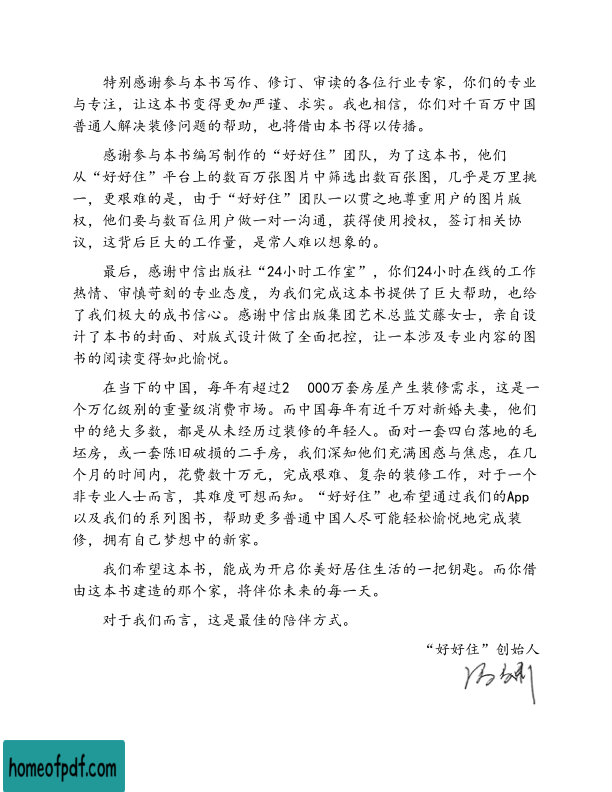 特别感谢参与本书写作、修订、审读的各位行业专家，你们的专业
与专注，让这本书变得更加严谨、求实。我也相信，你们对千百万中国
普通人解决装修问题的帮助，也将借由本书得以传播。
感谢参与本书编写制作的“好好住”团队，为了这本书，他们
从“好好住”平台上的数百万张图片中筛选出数百张图，几乎是万里挑
一，更艰难的是，由于“好好住”团队一以贯之地尊重用户的图片版
权，他们要与数百位用户做一对一沟通，获得使用授权，签订相关协
议，这背后巨大的工作量，是常人难以想象的。
最后，感谢中信出版社“24小时工作室”，你们24小时在线的工作
热情、审慎苛刻的专业态度，为我们完成这本书提供了巨大帮助，也给
了我们极大的成书信心。感谢中信出版集团艺术总监艾藤女士，亲自设
计了本书的封面、对版式设计做了全面把控，让一本涉及专业内容的图
书的阅读变得如此愉悦。
在当下的中国，每年有超过2 000万套房屋产生装修需求，这是一
个万亿级别的重量级消费市场。而中国每年有近千万对新婚夫妻，他们
中的绝大多数，都是从未经历过装修的年轻人。面对一套四白落地的毛
坯房，或一套陈旧破损的二手房，我们深知他们充满困惑与焦虑，在几
个月的时间内，花费数十万元，完成艰难、复杂的装修工作，对于一个
非专业人士而言，其难度可想而知。“好好住”也希望通过我们的App
以及我们的系列图书，帮助更多普通中国人尽可能轻松愉悦地完成装
修，拥有自己梦想中的新家。
我们希望这本书，能成为开启你美好居住生活的一把钥匙。而你借
由这本书建造的那个家，将伴你未来的每一天。
对于我们而言，这是最佳的陪伴方式。
“好好住”创始人
homeofpdf.com